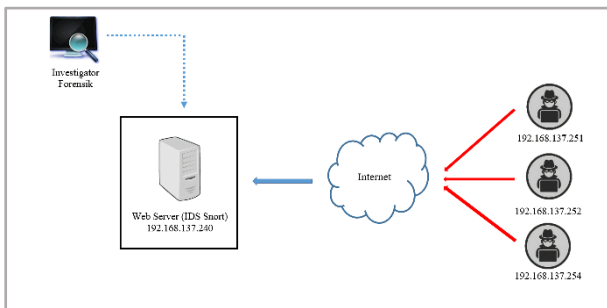 Investigator
Forensik
Web Server (IDS Snort)
192.168.137.240
Internet
192.168.137.251
192.168.137.252
192.168.137.254